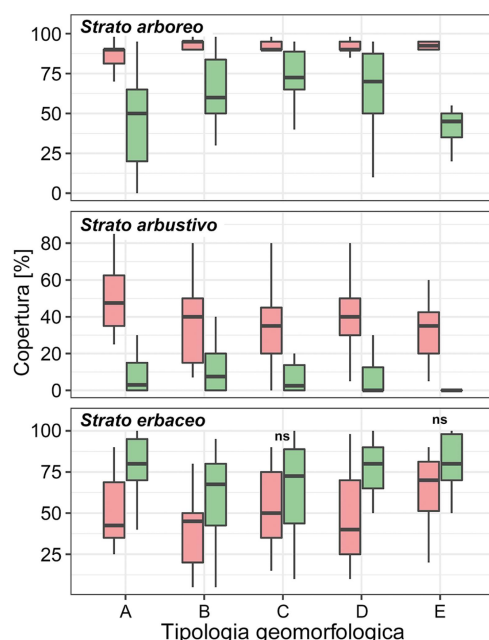 Strato arboreo
100
75
50
25
0
Strato arbustivo
80
60
40
20
0
Strato erbaceo
ns
ns
100
75
50
25
Copertura [%]
A B C D E
Tipologia geomorfologica